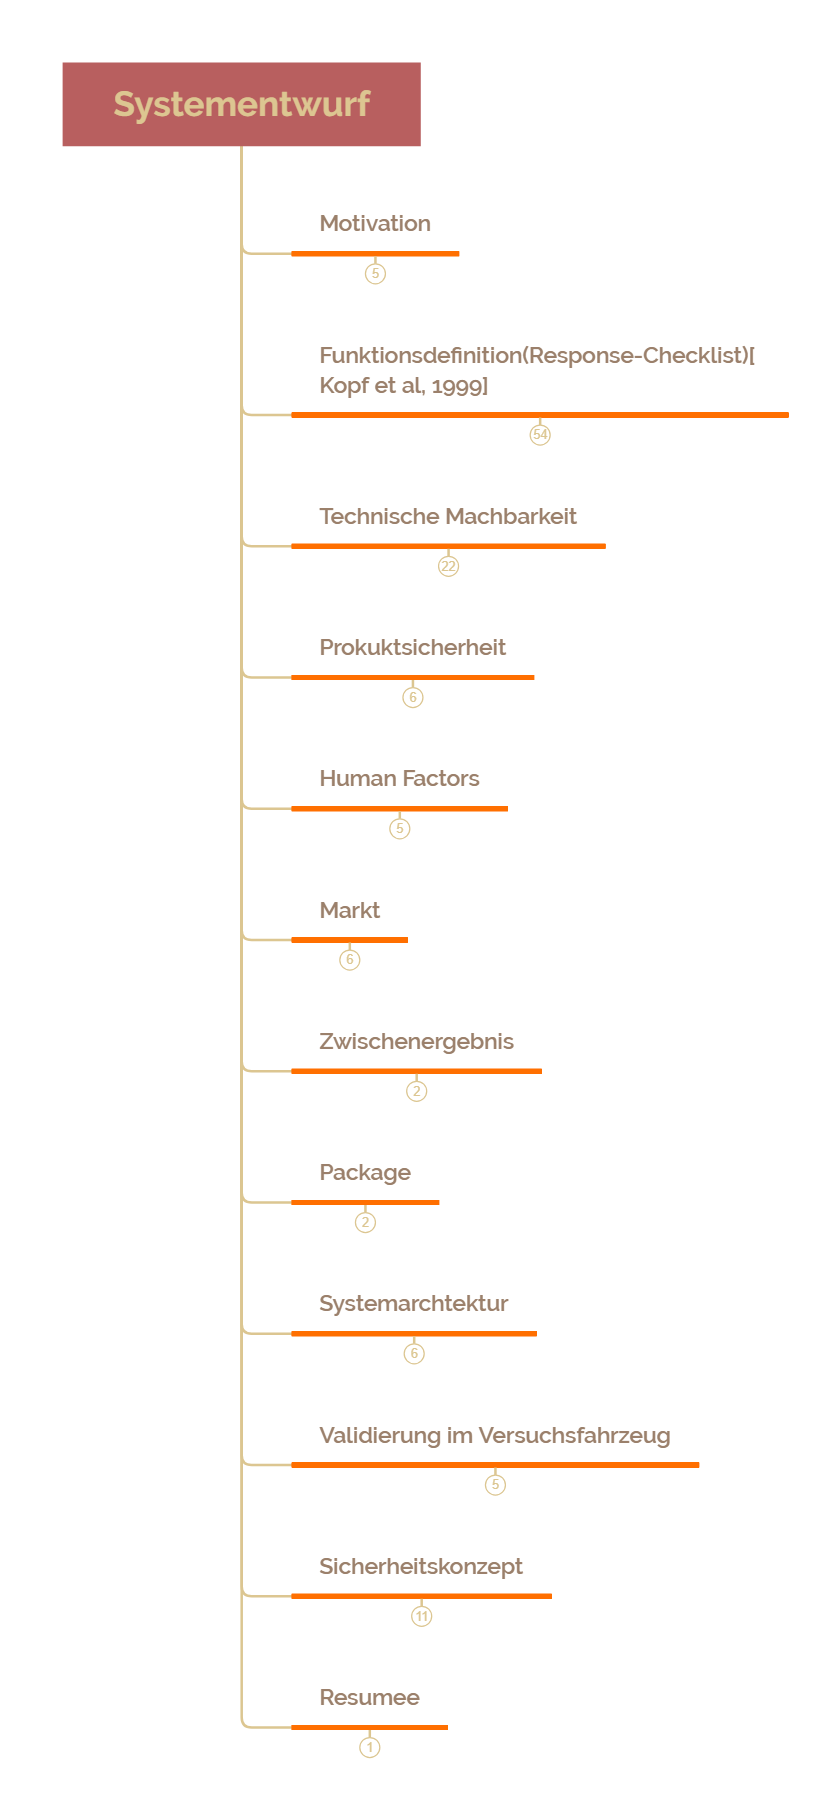 Systementwurf
Motivation
5
Funktionsdefinition(Response-Checklist)[
Kopf et al, 1999]
54
Technische Machbarkeit
22
Prokuktsicherheit
6
Human Factors
5
Markt
6
Zwischenergebnis
2
Package
2
Systemarchtektur
6
Validierung im Versuchsfahrzeug
5
Sicherheitskonzept
11
Resumee
1